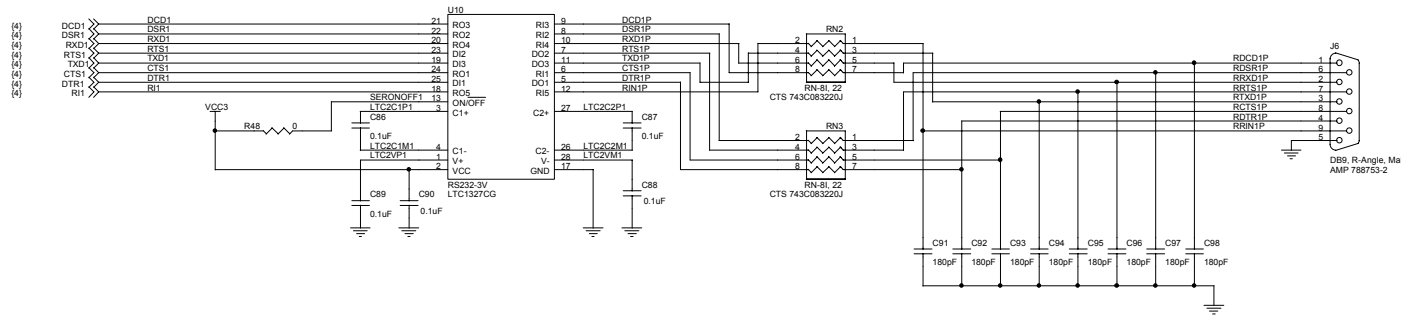 {4} DCD1
{4} DSR1
{4} RXD1
{4} RTS1
{4} TXD1
{4} CTS1
{4} DTR1
{4} RI1
DCD1
DSR1
RXD1
RTS1
TXD1
CTS1
DTR1
RI1
SERONOFF1
LTC2C1P1
LTC2C1M1
LTC2VP1
VCC3
R48 0
C86
0.1uF
C89
0.1uF
C90
0.1uF
U10
21 RO3 RI3 9
22 RO2 RI2 8
20 RO4 RI4 10
23 DI2 DO2 7
19 DI3 DO3 11
24 RO1 RI1 6
25 DI1 DO1 5
18 RO5 RI5 12
13 ON/OFF
3 C1+ C2+ 27
4 C1- C2- 26
1 V+ V- 28
2 VCC GND 17
RS232-3V
LTC1327CG
DCD1P
DSR1P
RXD1P
RTS1P
TXD1P
CTS1P
DTR1P
RIN1P
LTC2C2P1
C87
0.1uF
LTC2C2M1
LTC2VM1
C88
0.1uF
RN2
2 1
4 3
6 5
8 7
RN-8I, 22
CTS 743C083220J
RN3
2 1
4 3
6 5
8 7
RN-8I, 22
CTS 743C083220J
C91
180pF
C92
180pF
C93
180pF
C94
180pF
C95
180pF
C96
180pF
C97
180pF
C98
180pF
J6
RDCD1P 1
RDSR1P 6
RRXD1P 2
RRTS1P 7
RTXD1P 3
RCTS1P 8
RDTR1P 4
RRIN1P 9
5
DB9, R-Angle, Ma
AMP 788753-2